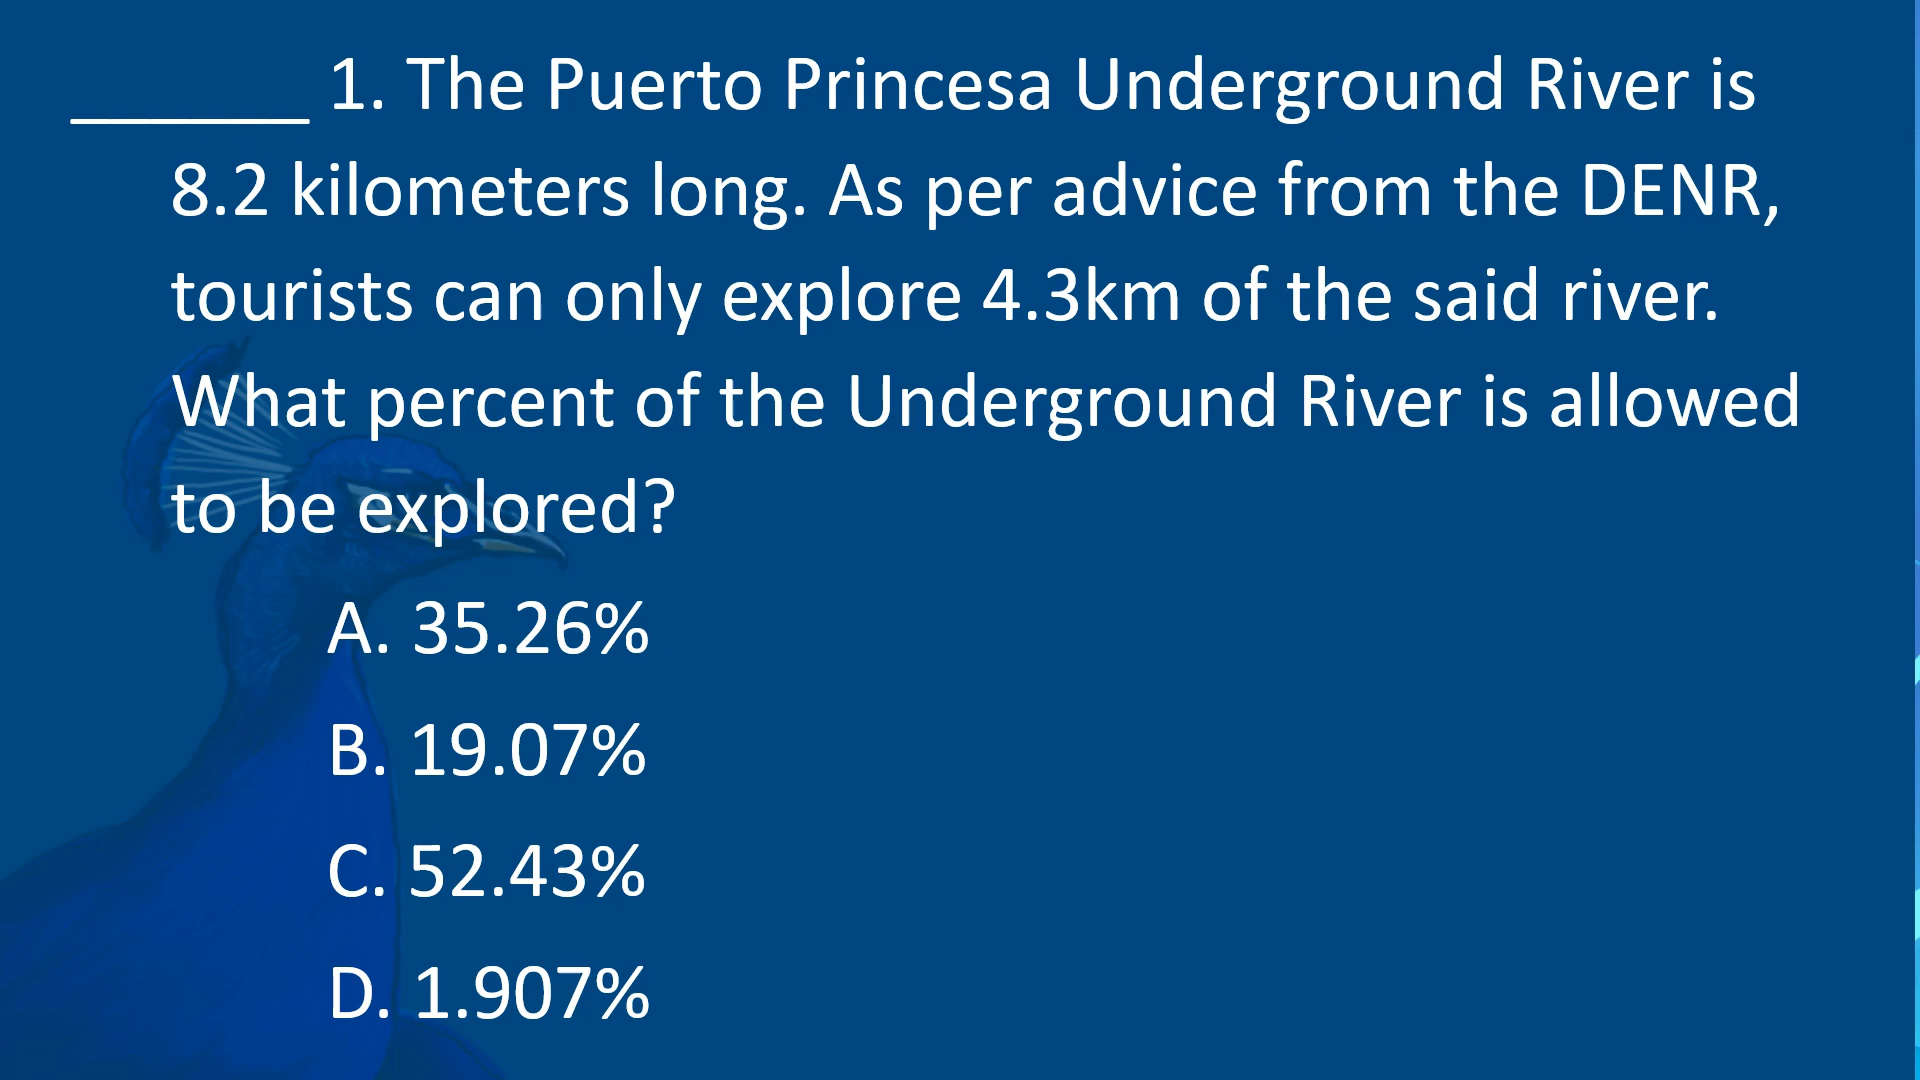 ______ 1. The Puerto Princesa Underground River is
8.2 kilometers long. As per advice from the DENR,
tourists can only explore 4.3km of the said river.
What percent of the Underground River is allowed
to be explored?
A. 35.26%
B. 19.07%
C. 52.43%
D. 1.907%